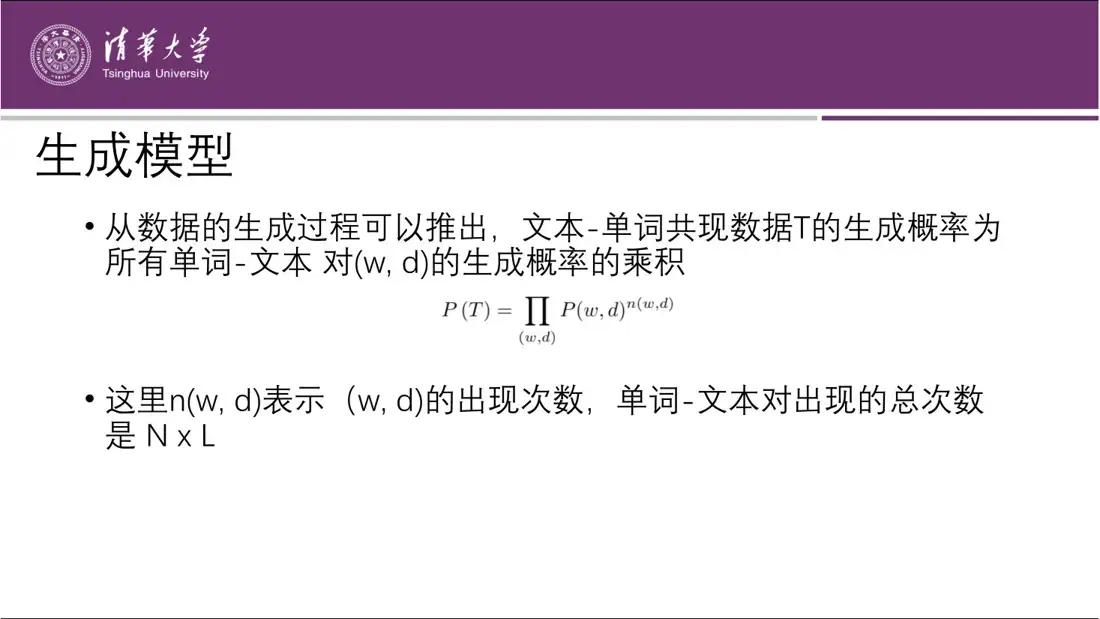 清华大学
Tsinghua University
生成模型
• 从数据的生成过程可以推出，文本-单词共现数据T的生成概率为
所有单词-文本 对(w, d)的生成概率的乘积
P (T) = ∏ P(w, d)^{n(w,d)}
(w,d)
• 这里n(w, d)表示（w, d)的出现次数，单词-文本对出现的总次数
是 N x L